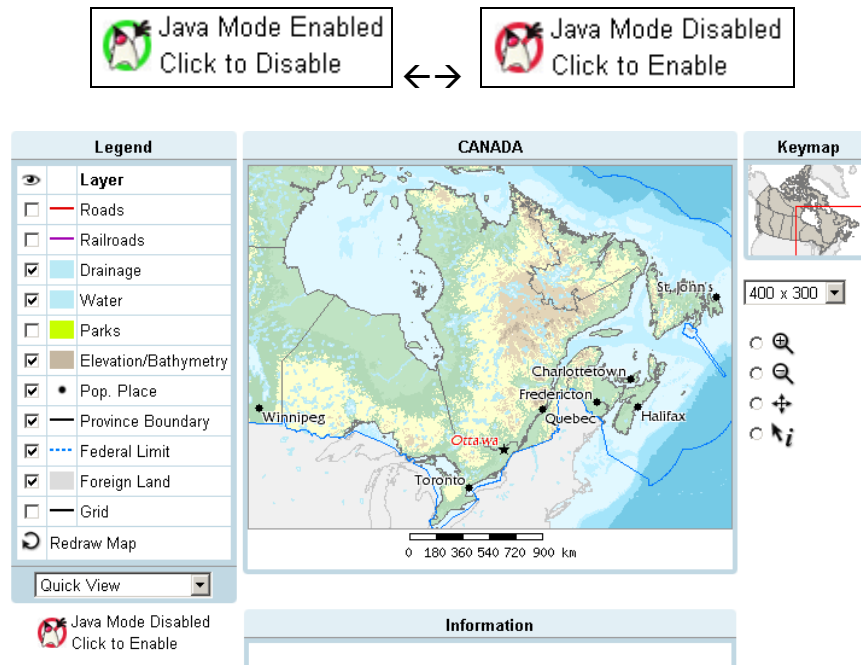 Java Mode Enabled
Click to Disable
Java Mode Disabled
Click to Enable
Legend
Layer
Roads
Railroads
Drainage
Water
Parks
Elevation/Bathymetry
Pop. Place
Province Boundary
Federal Limit
Foreign Land
Grid
Redraw Map
Quick View
Java Mode Disabled
Click to Enable
CANADA
St. John's
Charlottetown
Fredericton
Winnipeg
Quebec
Halifax
Ottawa
Toronto
0 180 360 540 720 900 km
Information
Keymap
400 x 300
i